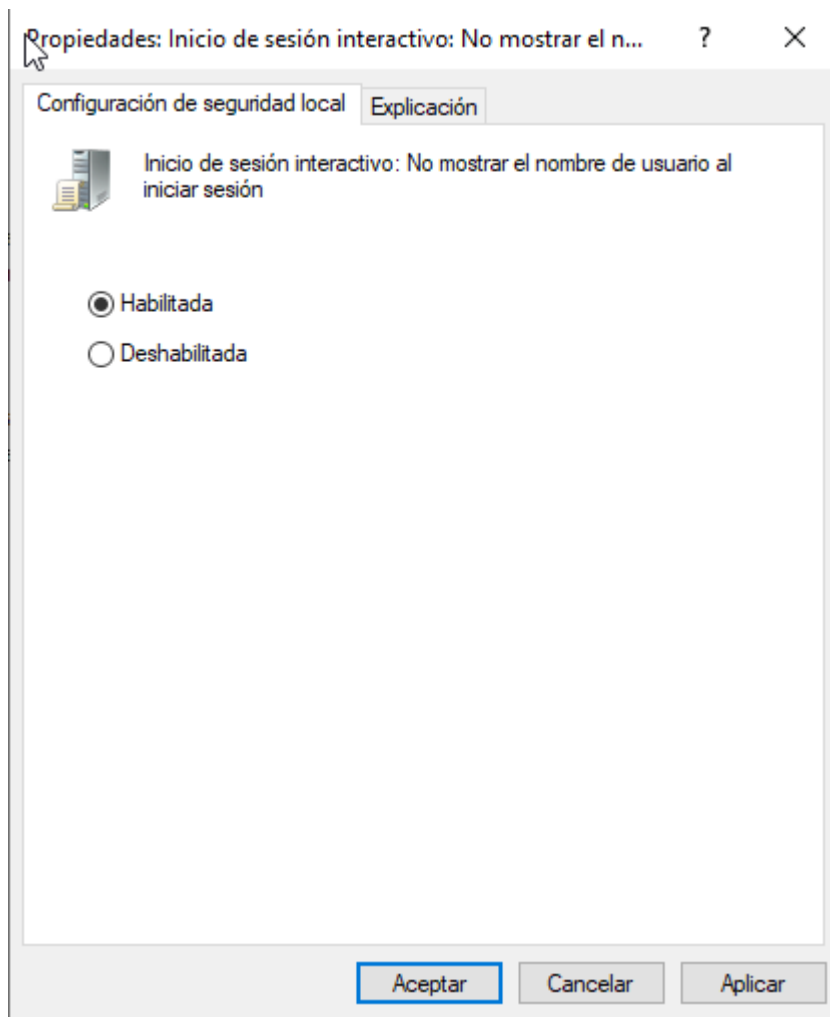 Propiedades: Inicio de sesión interactivo: No mostrar el n... ?
Configuración de seguridad local Explicación
Inicio de sesión interactivo: No mostrar el nombre de usuario al
iniciar sesión
Habilitada
Deshabilitada
Aceptar Cancelar Aplicar